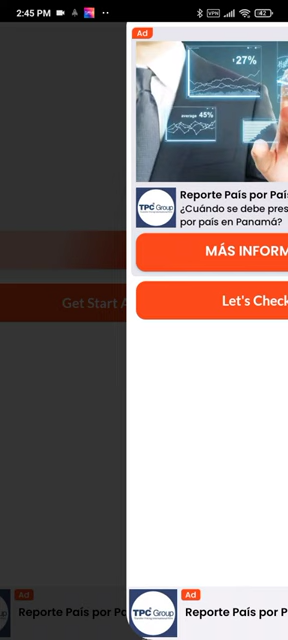 2:45 PM
VPN
42
Ad
27%
average 45%
TPC Group
Reporte País por Paí
¿Cuándo se debe pres
por país en Panamá?
MÁS INFORM
Get Start A
Let's Check
Ad
Reporte País por Pa
TPC Group
Ad
Reporte País por P